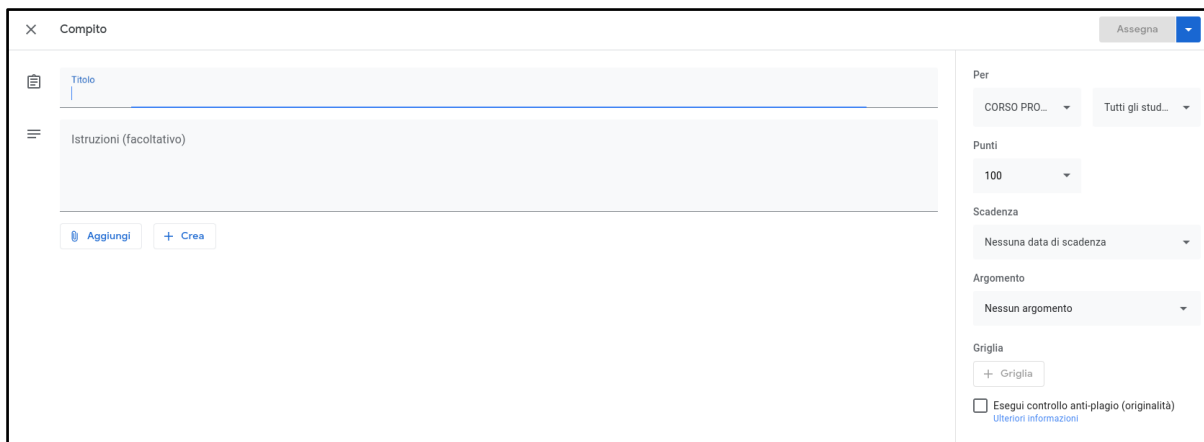 Compito
Assegna
Titolo
Istruzioni (facoltativo)
Aggiungi
+ Crea
Per
CORSO PRO...
Tutti gli stud...
Punti
100
Scadenza
Nessuna data di scadenza
Argomento
Nessun argomento
Griglia
+ Griglia
Esegui controllo anti-plagio (originalità)
Ulteriori informazioni